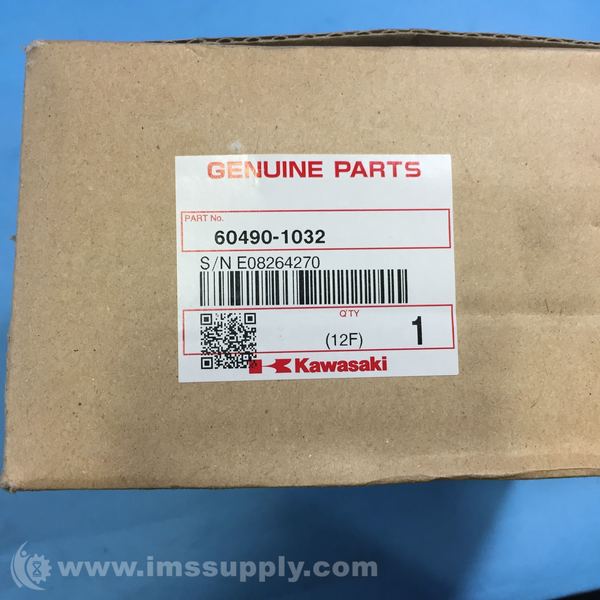 GENUINE PARTS
PART No.
60490-1032
S/N E08264270
Q'TY
(12F) 1
Kawasaki
www.imssupply.com